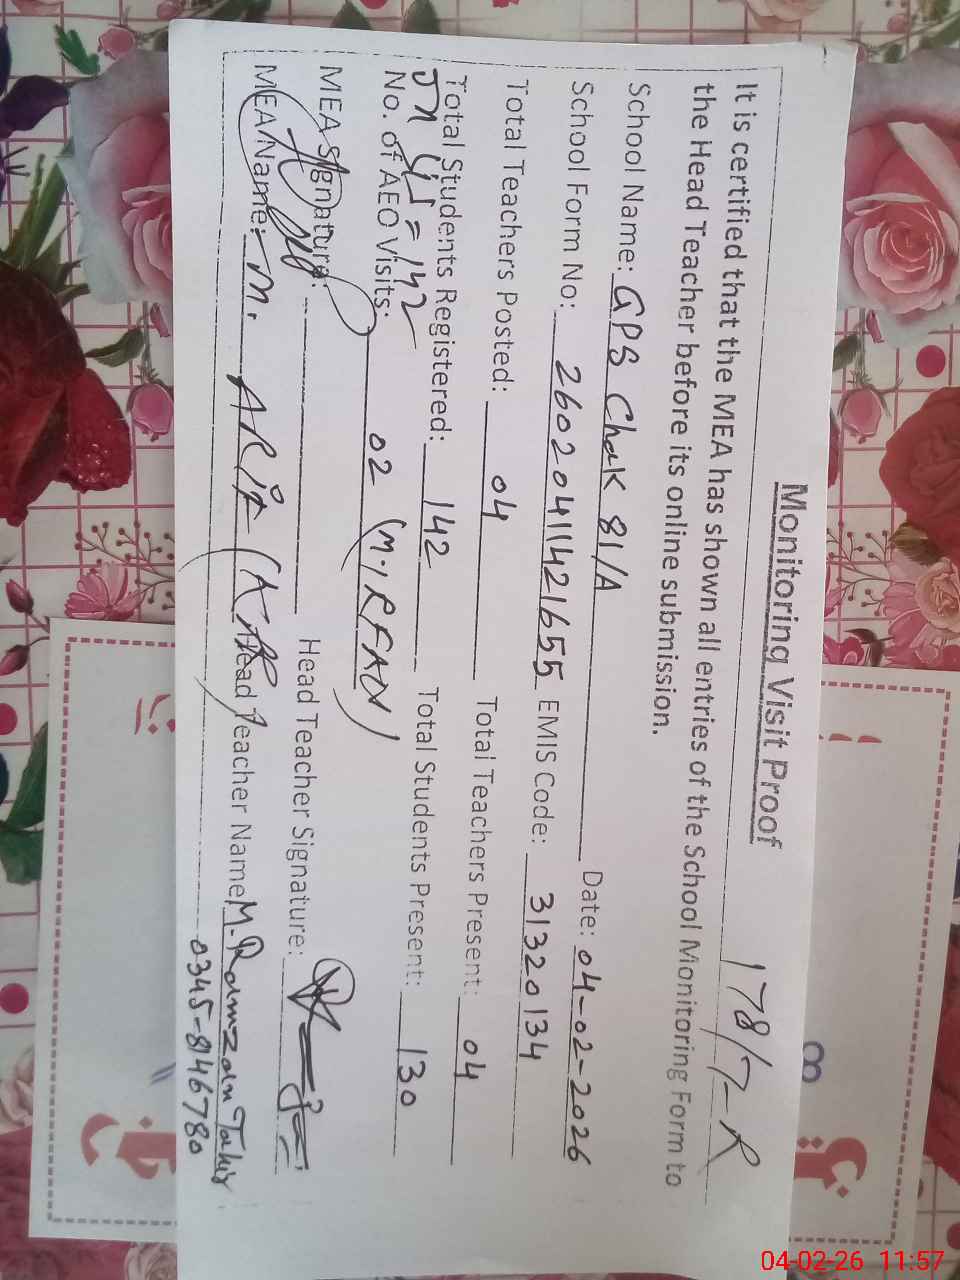 Monitoring Visit Proof
178/7-R
It is certified that the MEA has shown all entries of the School Monitoring Form to
the Head Teacher before its online submission.
School Name: GPS Chak 81/A Date: 04-02-2026
School Form No: 26020411421655 EMIS Code: 31320134
Total Teachers Posted: 04 Total Teachers Present: 04
Total Students Registered: 142 Total Students Present: 130
= 142
No. of AEO Visits: 02 (M. IRFAN)
MEA Signature: Head Teacher Signature:
MEA Name: M. ARIF Head Teacher Name M. Ramzan Tahir
0345-8146780
8
04-02-26 11:57